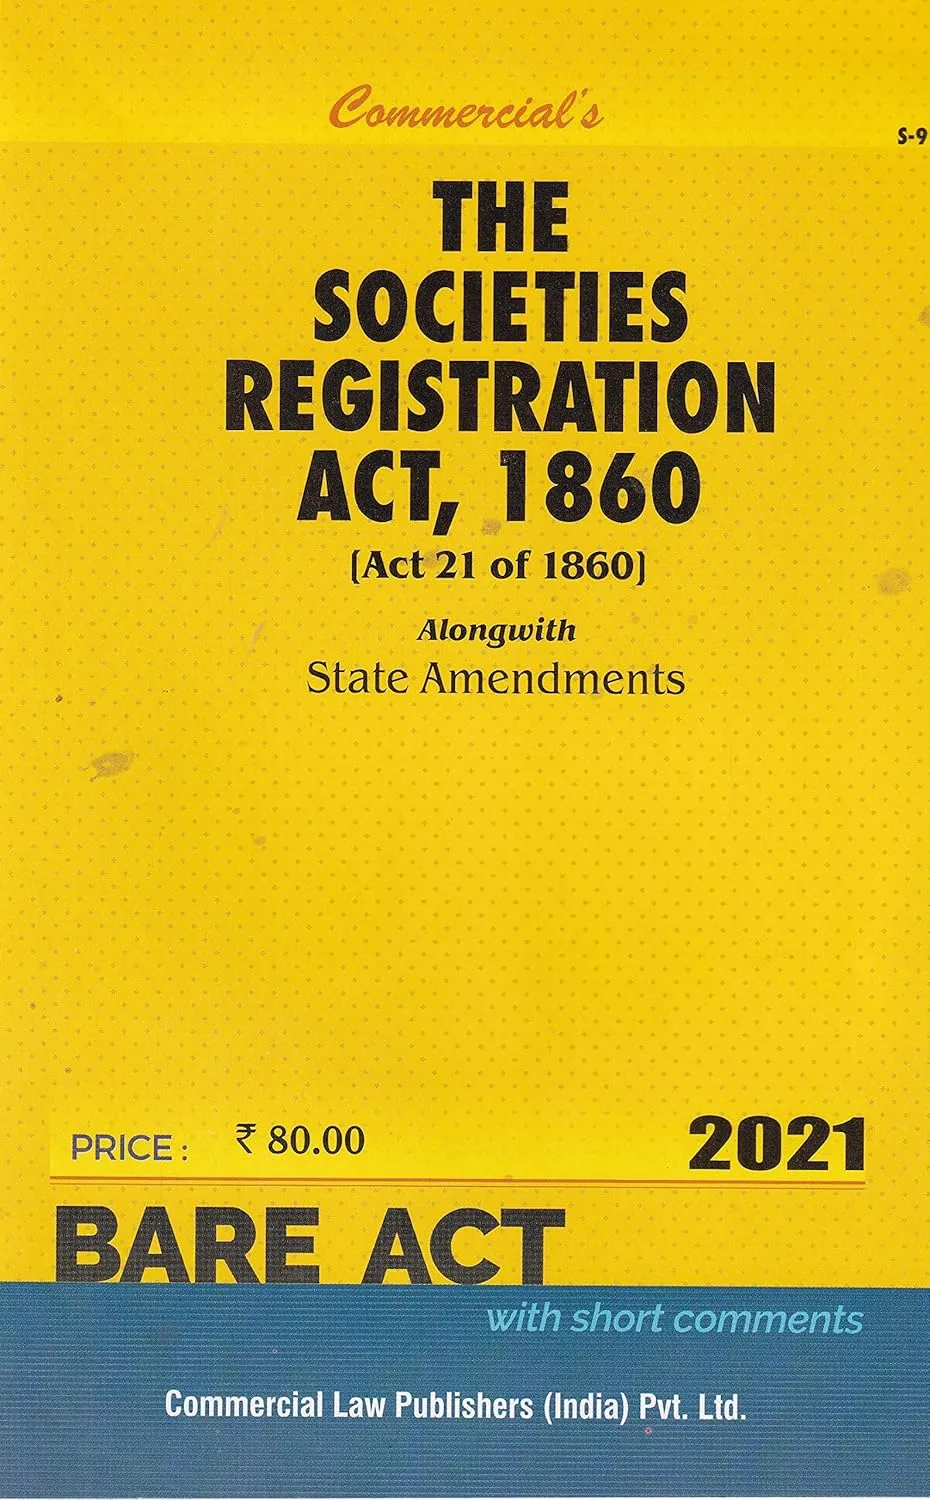 Commercial's
S-9
THE
SOCIETIES
REGISTRATION
ACT, 1860
(Act 21 of 1860)
Alongwith
State Amendments
PRICE : ₹ 80.00
2021
BARE ACT
with short comments
Commercial Law Publishers (India) Pvt. Ltd.